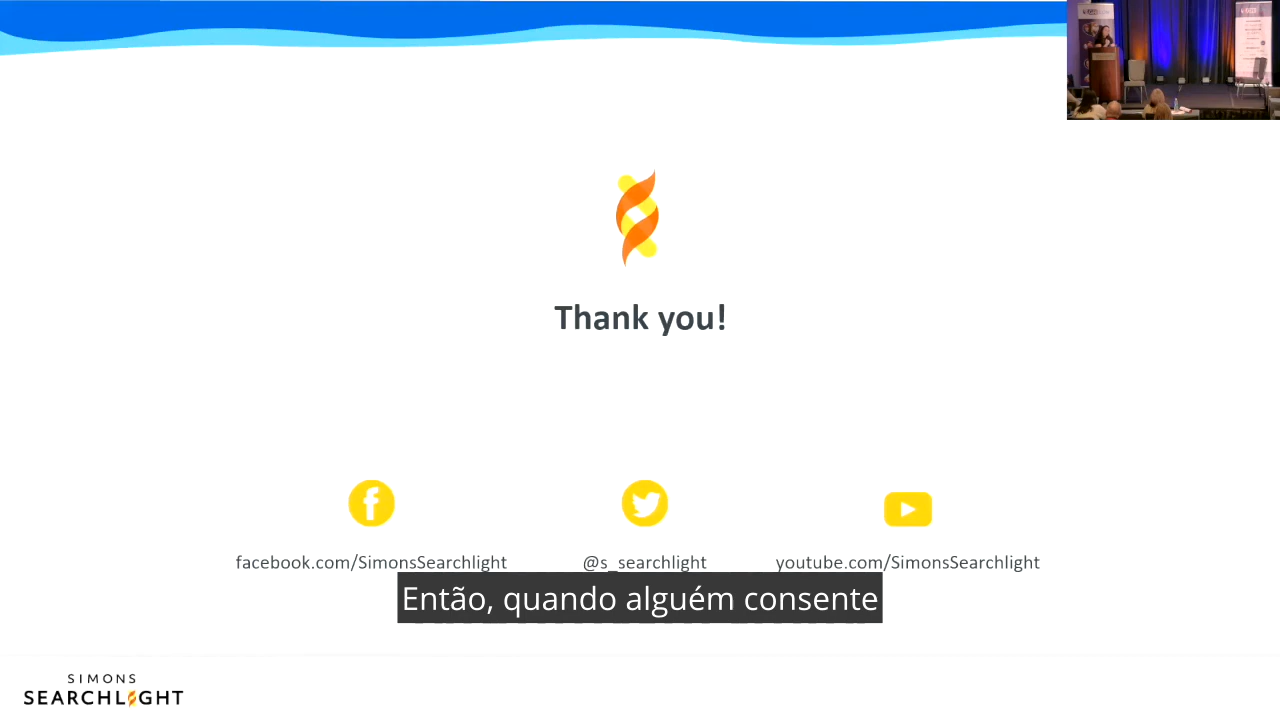 Thank you!
facebook.com/SimonsSearchlight
@s_searchlight
youtube.com/SimonsSearchlight
Então, quando alguém consente
SIMONS
SEARCHLIGHT